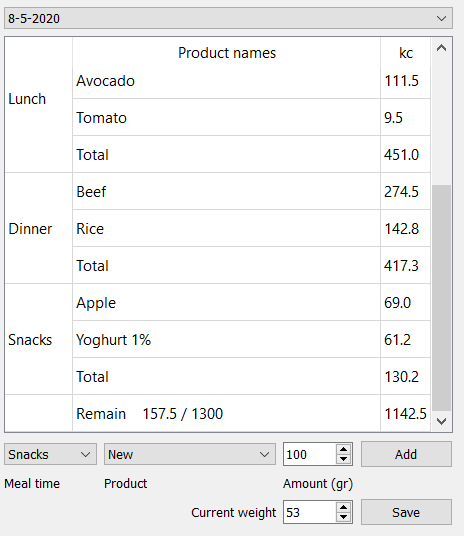 8-5-2020
Product names kc
Lunch
Avocado 111.5
Tomato 9.5
Total 451.0
Dinner
Beef 274.5
Rice 142.8
Total 417.3
Snacks
Apple 69.0
Yoghurt 1% 61.2
Total 130.2
Remain 157.5 / 1300 1142.5
Snacks New 100 Add
Meal time Product Amount (gr)
Current weight 53 Save